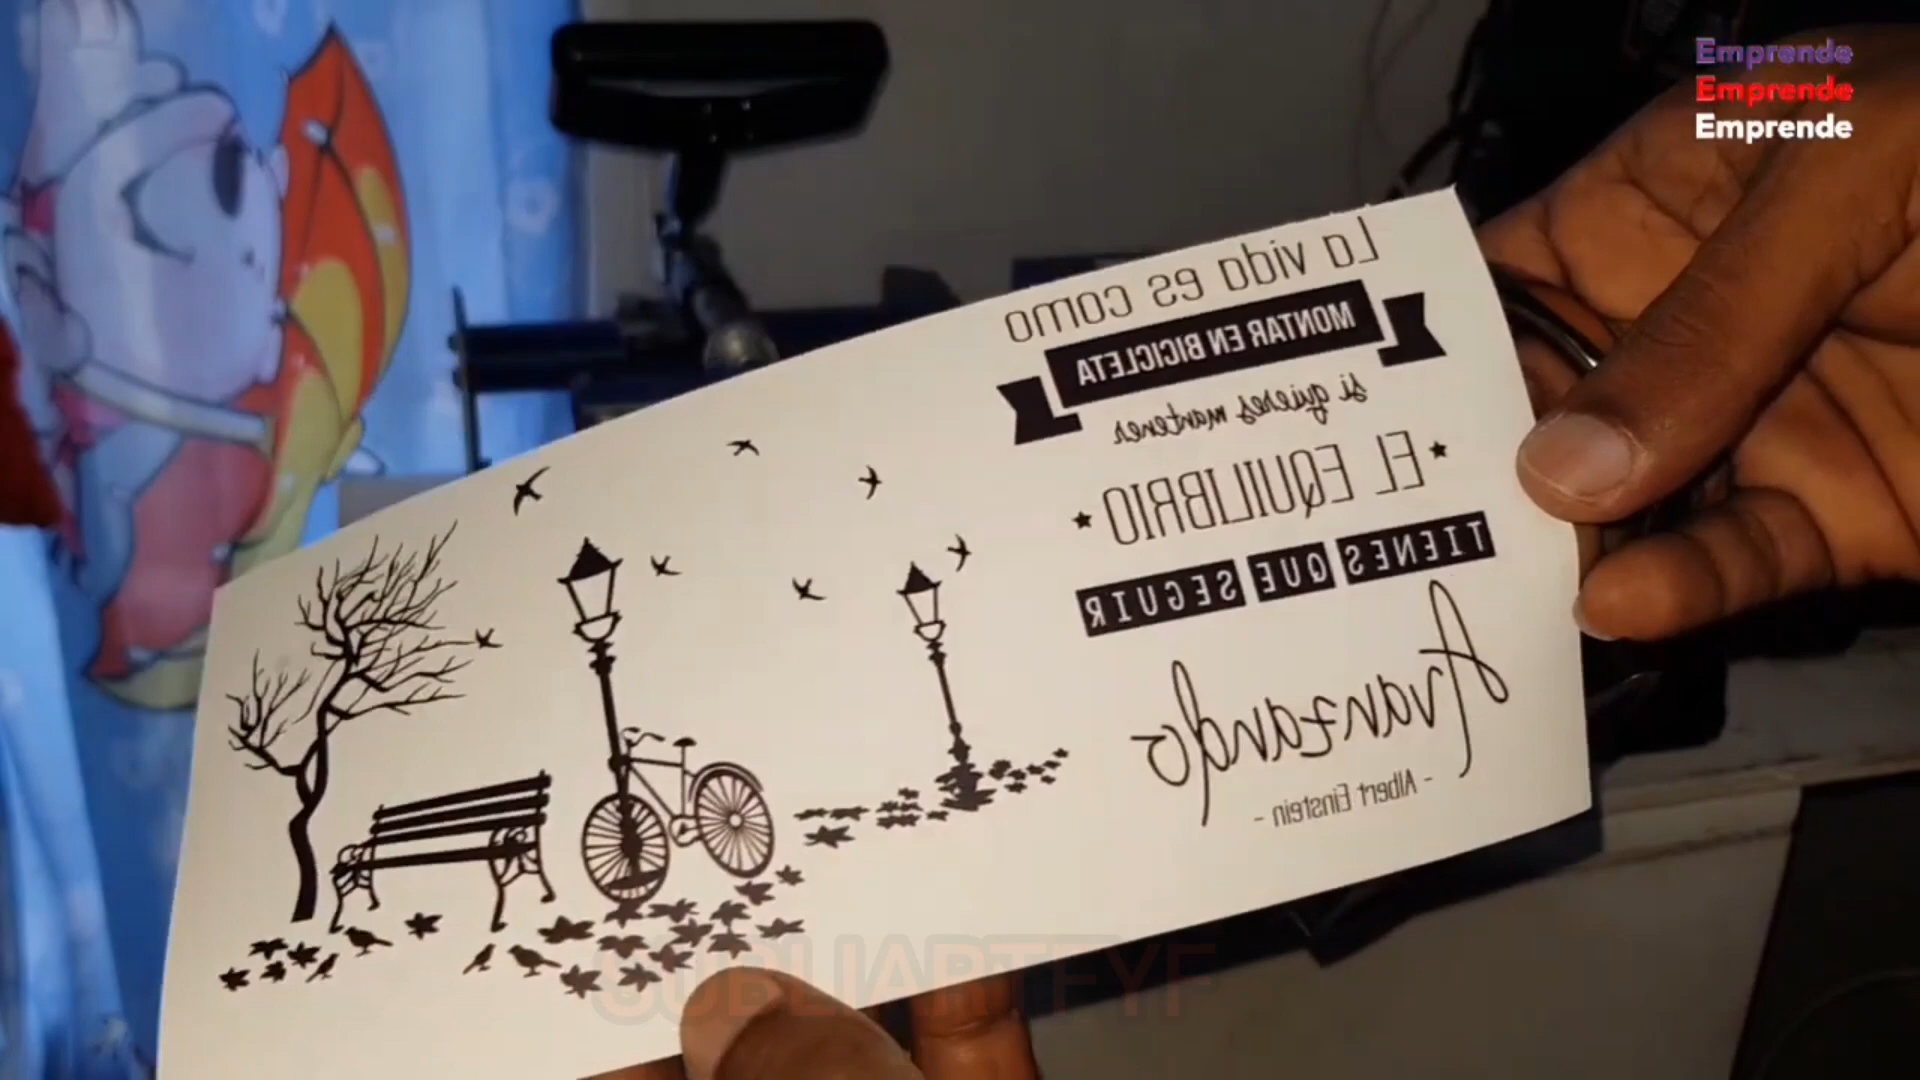 Emprende
Emprende
Emprende
La vida es como
MONTAR EN BICICLETA
si quieres mantener
EL EQUILIBRIO
TIENES QUE SEGUIR
Avanzando
- Albert Einstein -
SUBLIARTFYF